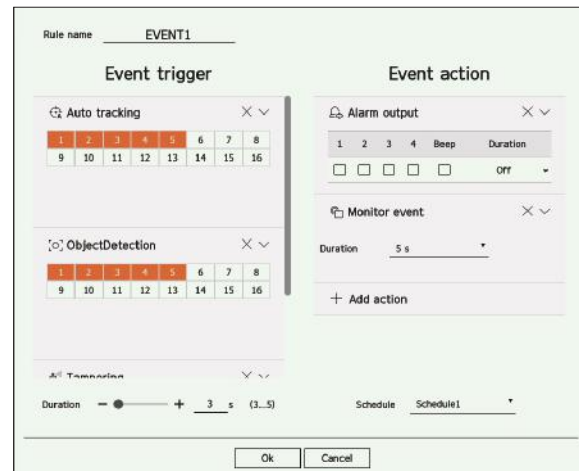 Rule name EVENT1
Event trigger
Auto tracking
1 2 3 4 5 6 7 8
9 10 11 12 13 14 15 16
[o] ObjectDetection
1 2 3 4 5 6 7 8
9 10 11 12 13 14 15 16
Tampering
Duration − + 3 s (3...5)
Event action
Alarm output
1 2 3 4 Beep Duration
Off
Monitor event
Duration 5 s
+ Add action
Schedule Schedule1
Ok Cancel